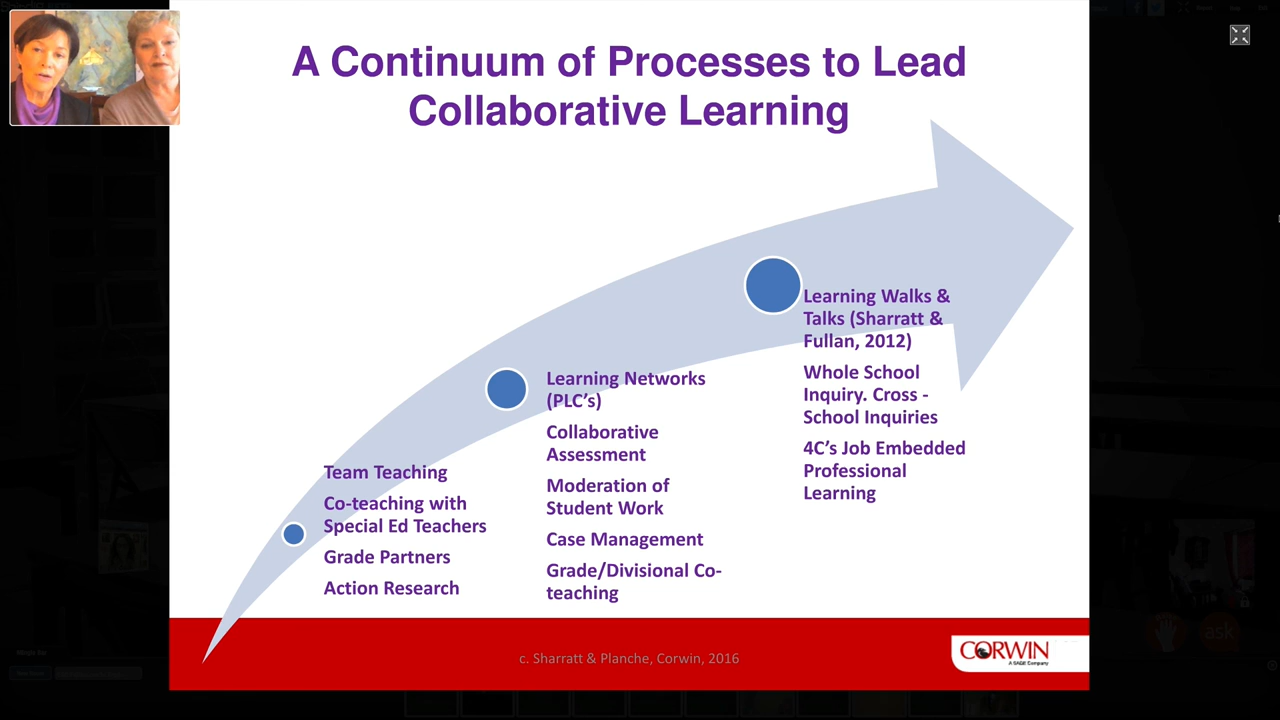 A Continuum of Processes to Lead
Collaborative Learning
Team Teaching
Co-teaching with
Special Ed Teachers
Grade Partners
Action Research
Learning Networks
(PLC’s)
Collaborative
Assessment
Moderation of
Student Work
Case Management
Grade/Divisional Co-
teaching
Learning Walks &
Talks (Sharratt &
Fullan, 2012)
Whole School
Inquiry. Cross -
School Inquiries
4C’s Job Embedded
Professional
Learning
c. Sharratt & Planche, Corwin, 2016
CORWIN
A SAGE Company
ask